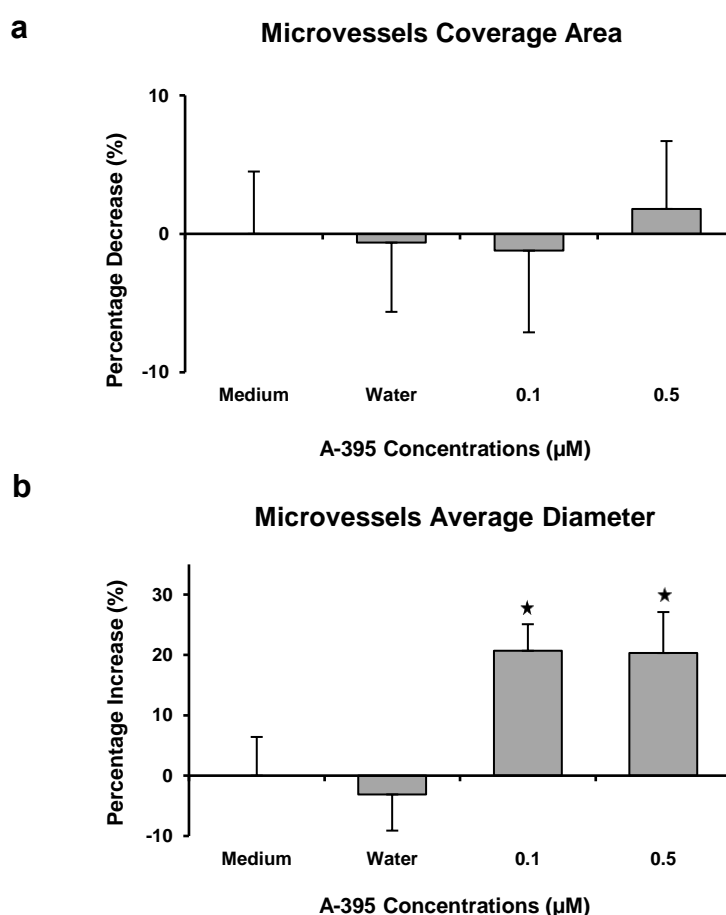 a
Microvessels Coverage Area
Percentage Decrease (%)
10
0
-10
Medium Water 0.1 0.5
A-395 Concentrations (µM)
b
Microvessels Average Diameter
Percentage Increase (%)
30
20
10
0
-10
★ ★
Medium Water 0.1 0.5
A-395 Concentrations (µM)